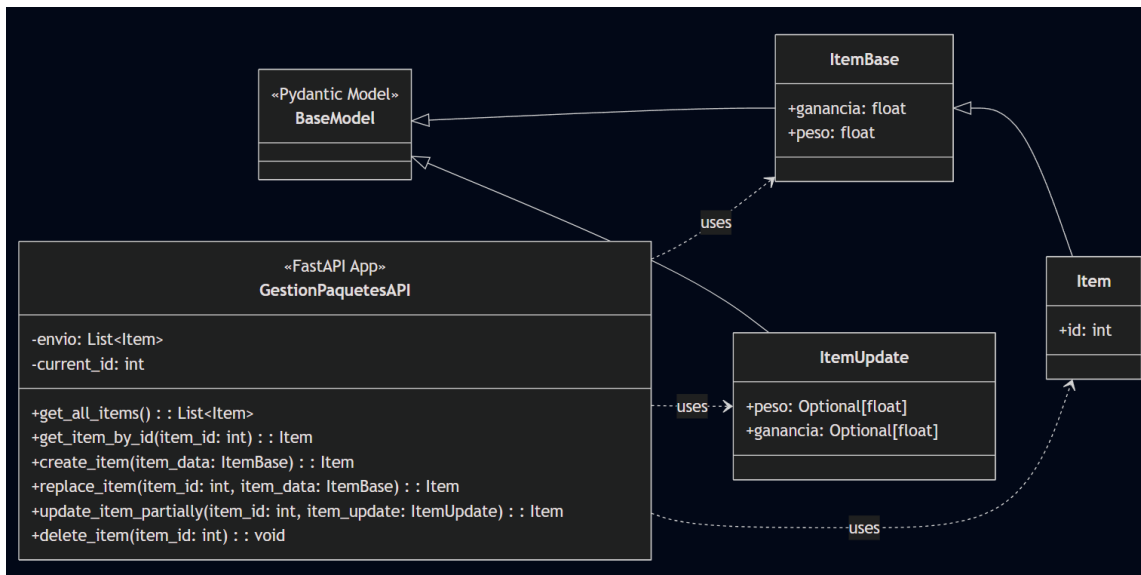 «Pydantic Model»
BaseModel
ItemBase
+ganancia: float
+peso: float
uses
«FastAPI App»
GestionPaquetesAPI
-envio: List<Item>
-current_id: int
+get_all_items() : : List<Item>
+get_item_by_id(item_id: int) : : Item
+create_item(item_data: ItemBase) : : Item
+replace_item(item_id: int, item_data: ItemBase) : : Item
+update_item_partially(item_id: int, item_update: ItemUpdate) : : Item
+delete_item(item_id: int) : : void
uses
ItemUpdate
+peso: Optional[float]
+ganancia: Optional[float]
Item
+id: int
uses